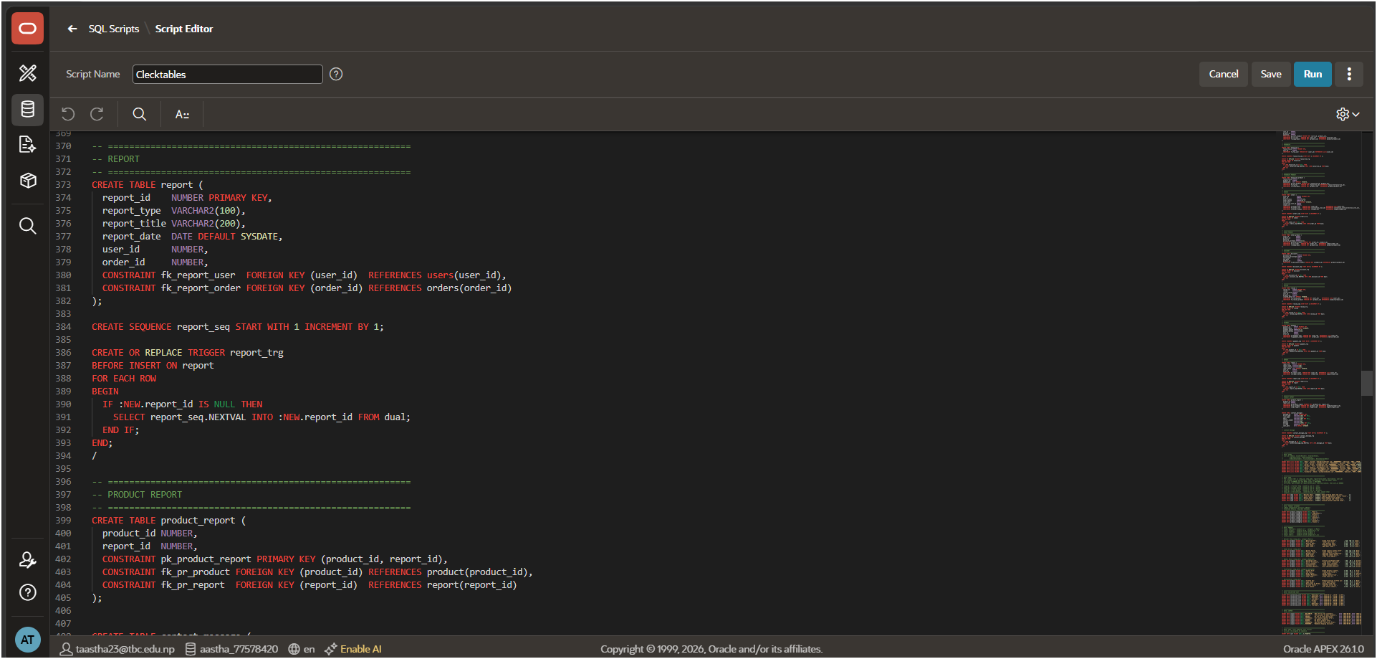 SQL Scripts \ Script Editor
Script Name Clecktables
Cancel Save Run
A::
369
370 -- =========================================================
371 -- REPORT
372 -- =========================================================
373 CREATE TABLE report (
374 report_id NUMBER PRIMARY KEY,
375 report_type VARCHAR2(100),
376 report_title VARCHAR2(200),
377 report_date DATE DEFAULT SYSDATE,
378 user_id NUMBER,
379 order_id NUMBER,
380 CONSTRAINT fk_report_user FOREIGN KEY (user_id) REFERENCES users(user_id),
381 CONSTRAINT fk_report_order FOREIGN KEY (order_id) REFERENCES orders(order_id)
382 );
383
384 CREATE SEQUENCE report_seq START WITH 1 INCREMENT BY 1;
385
386 CREATE OR REPLACE TRIGGER report_trg
387 BEFORE INSERT ON report
388 FOR EACH ROW
389 BEGIN
390 IF :NEW.report_id IS NULL THEN
391 SELECT report_seq.NEXTVAL INTO :NEW.report_id FROM dual;
392 END IF;
393 END;
394 /
395
396 -- =========================================================
397 -- PRODUCT REPORT
398 -- =========================================================
399 CREATE TABLE product_report (
400 product_id NUMBER,
401 report_id NUMBER,
402 CONSTRAINT pk_product_report PRIMARY KEY (product_id, report_id),
403 CONSTRAINT fk_pr_product FOREIGN KEY (product_id) REFERENCES product(product_id),
404 CONSTRAINT fk_pr_report FOREIGN KEY (report_id) REFERENCES report(report_id)
405 );
406
407
AT
taastha23@tbc.edu.np aastha_77578420 en Enable AI Copyright © 1999, 2026, Oracle and/or its affiliates. Oracle APEX 26.1.0